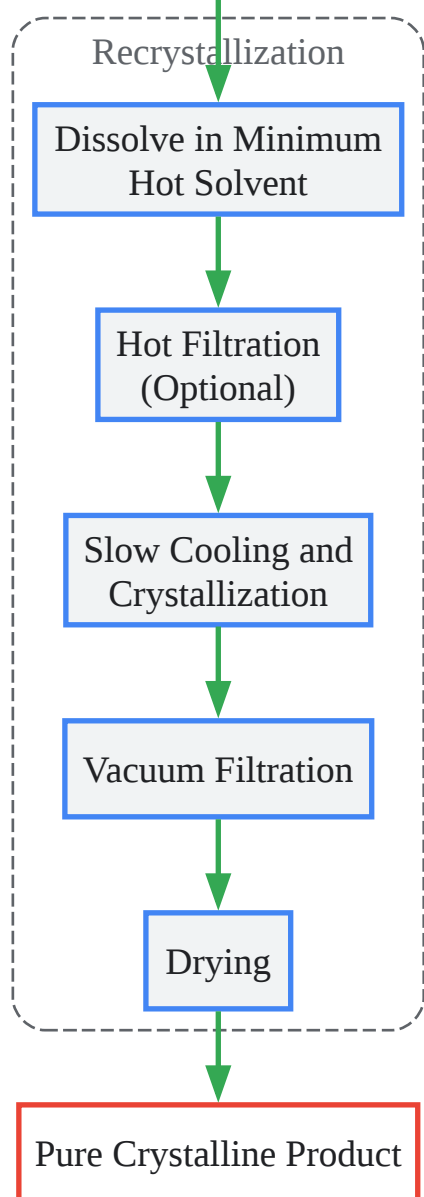 Recrystallization
Dissolve in Minimum
Hot Solvent
Hot Filtration
(Optional)
Slow Cooling and
Crystallization
Vacuum Filtration
Drying
Pure Crystalline Product